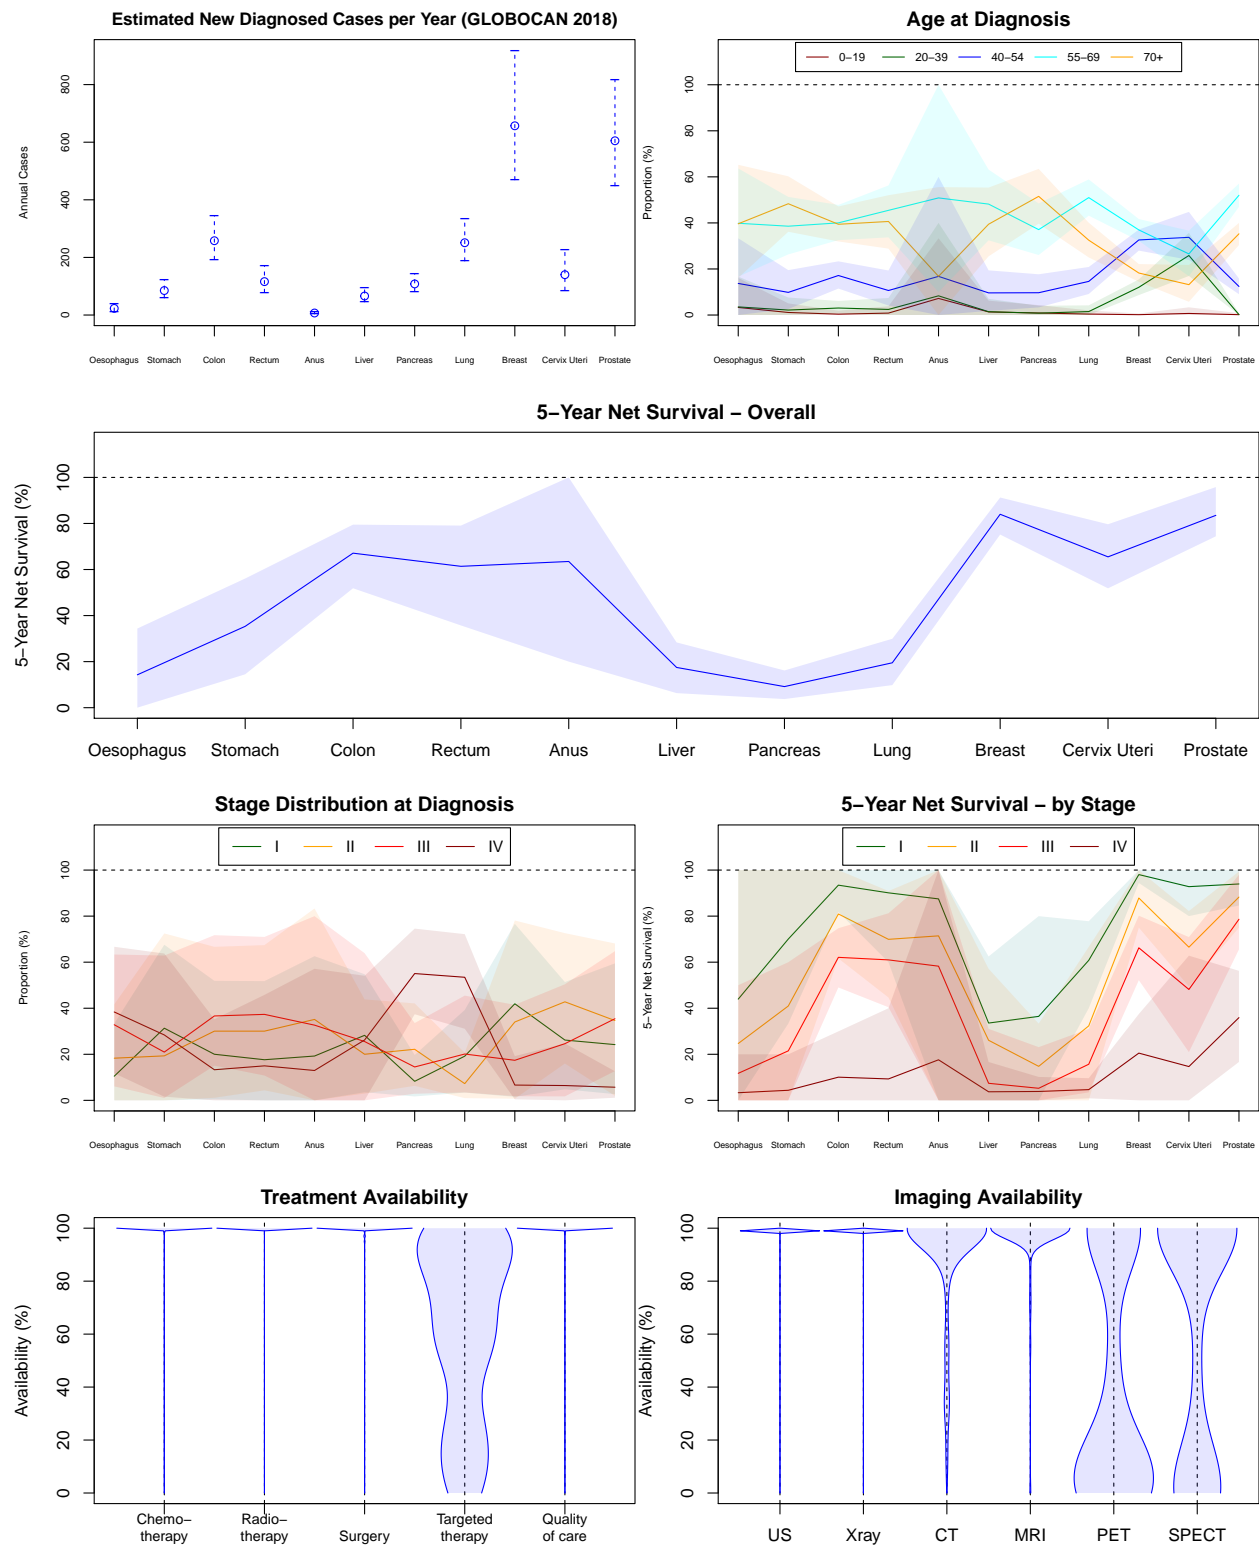 Estimated New Diagnosed Cases per Year (GLOBOCAN 2018)
Annual Cases
0
200
400
600
800
Oesophagus Stomach Colon Rectum Anus Liver Pancreas Lung Breast Cervix Uteri Prostate
Age at Diagnosis
0–19 20–39 40–54 55–69 70+
Proportion (%)
0
20
40
60
80
100
Oesophagus Stomach Colon Rectum Anus Liver Pancreas Lung Breast Cervix Uteri Prostate
5–Year Net Survival – Overall
5–Year Net Survival (%)
0
20
40
60
80
100
Oesophagus Stomach Colon Rectum Anus Liver Pancreas Lung Breast Cervix Uteri Prostate
Stage Distribution at Diagnosis
I II III IV
Proportion (%)
0
20
40
60
80
100
Oesophagus Stomach Colon Rectum Anus Liver Pancreas Lung Breast Cervix Uteri Prostate
5–Year Net Survival – by Stage
I II III IV
5–Year Net Survival (%)
0
20
40
60
80
100
Oesophagus Stomach Colon Rectum Anus Liver Pancreas Lung Breast Cervix Uteri Prostate
Treatment Availability
Availability (%)
0
20
40
60
80
100
Chemo–
therapy
Radio–
therapy
Surgery
Targeted
therapy
Quality
of care
Imaging Availability
Availability (%)
0
20
40
60
80
100
US Xray CT MRI PET SPECT